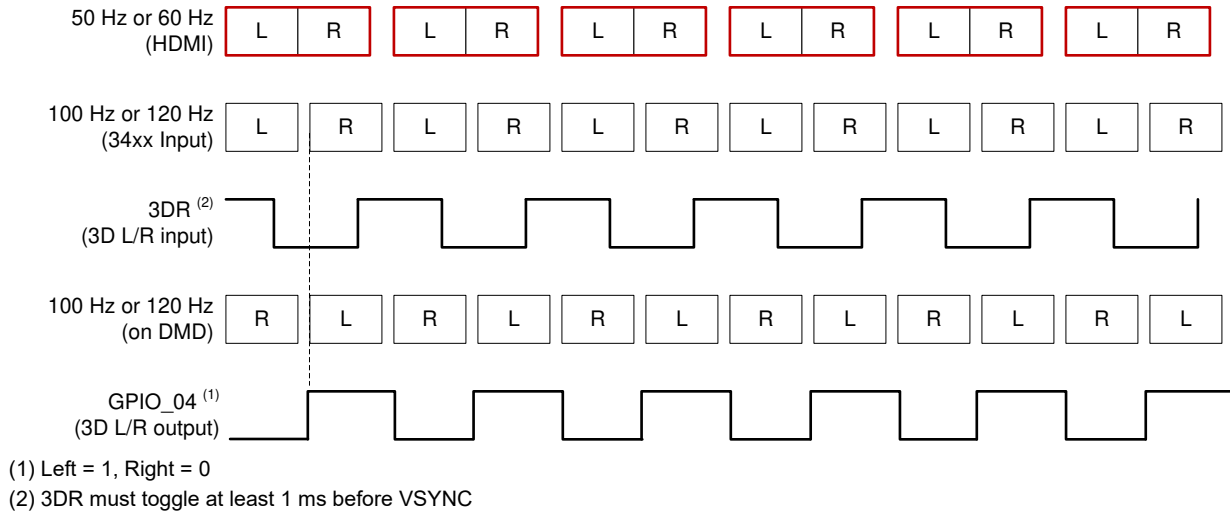 50 Hz or 60 Hz
(HDMI)
L R L R L R L R L R L R
100 Hz or 120 Hz
(34xx Input)
L R L R L R L R L R L R
3DR (2)
(3D L/R input)
100 Hz or 120 Hz
(on DMD)
R L R L R L R L R L R L
GPIO_04 (1)
(3D L/R output)
(1) Left = 1, Right = 0
(2) 3DR must toggle at least 1 ms before VSYNC